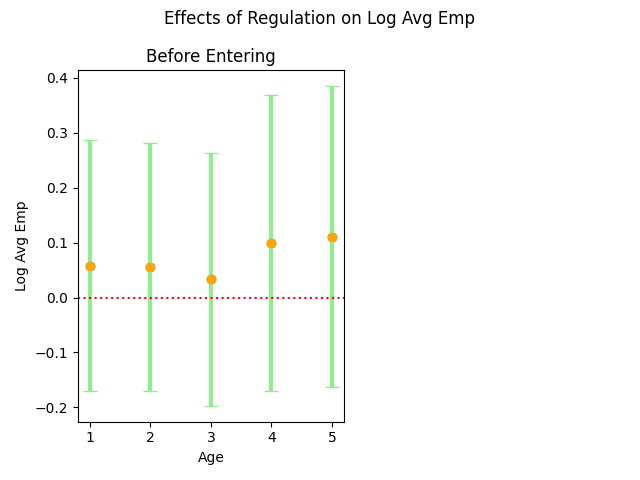 Effects of Regulation on Log Avg Emp
Before Entering
0.4
0.3
0.2
0.1
0.0
−0.1
−0.2
Log Avg Emp
1 2 3 4 5
Age